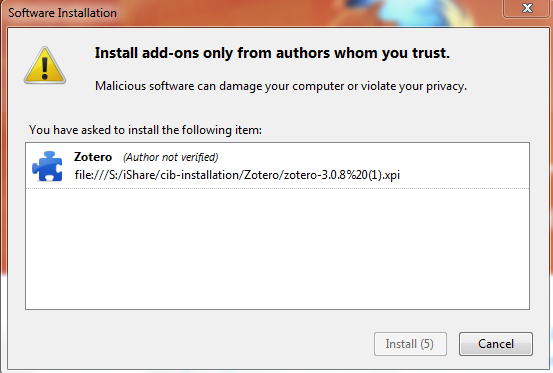 Software Installation
Install add-ons only from authors whom you trust.
Malicious software can damage your computer or violate your privacy.
You have asked to install the following item:
Zotero (Author not verified)
file:///S:/iShare/cib-installation/Zotero/zotero-3.0.8%20(1).xpi
Install (5) Cancel